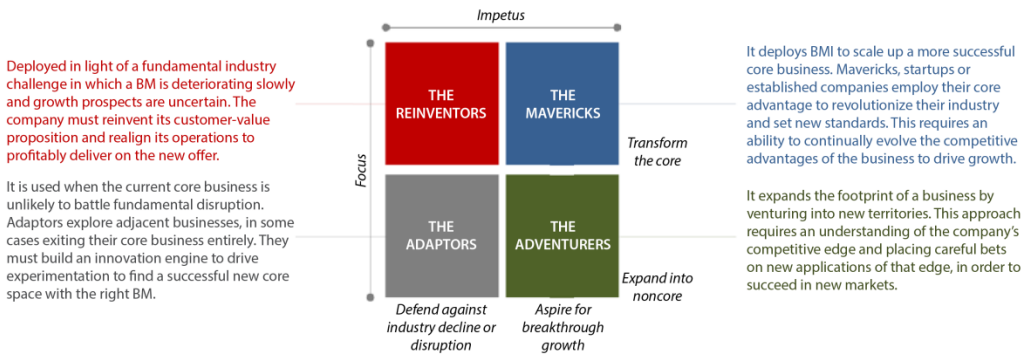 Impetus
Deployed in light of a fundamental industry
challenge in which a BM is deteriorating slowly
and growth prospects are uncertain. The
company must reinvent its customer-value
proposition and realign its operations to
profitably deliver on the new offer.
It is used when the current core business is
unlikely to battle fundamental disruption.
Adaptors explore adjacent businesses, in some
cases exiting their core business entirely. They
must build an innovation engine to drive
experimentation to find a successful new core
space with the right BM.
Focus
THE
REINVENTORS
THE
MAVERICKS
Transform
the core
THE
ADAPTORS
THE
ADVENTURERS
Expand into
noncore
Defend against
industry decline or
disruption
Aspire for
breakthrough
growth
It deploys BMI to scale up a more successful
core business. Mavericks, startups or
established companies employ their core
advantage to revolutionize their industry
and set new standards. This requires an
ability to continually evolve the competitive
advantages of the business to drive growth.
It expands the footprint of a business by
venturing into new territories. This approach
requires an understanding of the company's
competitive edge and placing careful bets
on new applications of that edge, in order to
succeed in new markets.